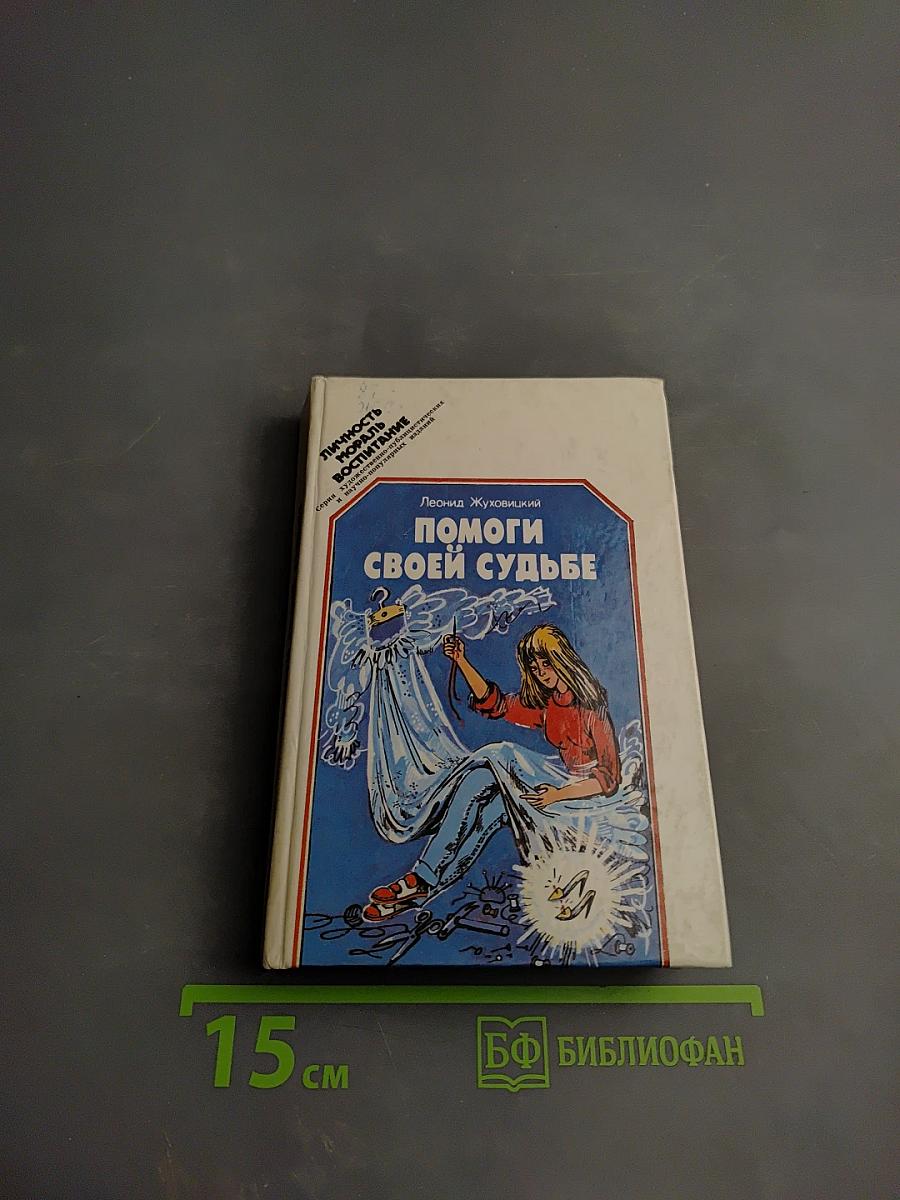 ЛИЧНОСТЬ
МОРАЛЬ
ВОСПИТАНИЕ
Серия художественно-публицистических
и научно-популярных изданий
Леонид Жуховицкий
ПОМОГИ
СВОЕЙ СУДЬБЕ
15 см
БФ БИБЛИОФАН